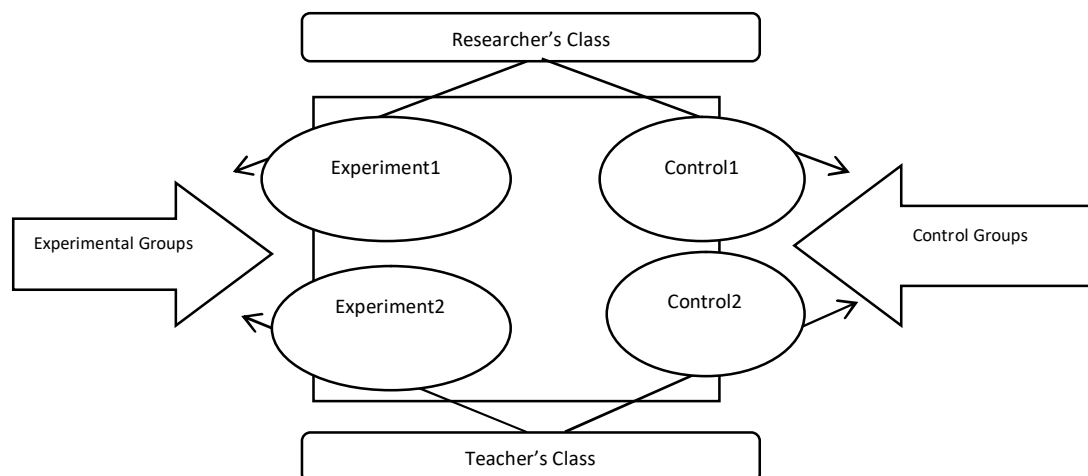 Researcher’s Class
Experiment1
Control1
Experimental Groups
Control Groups
Experiment2
Control2
Teacher’s Class